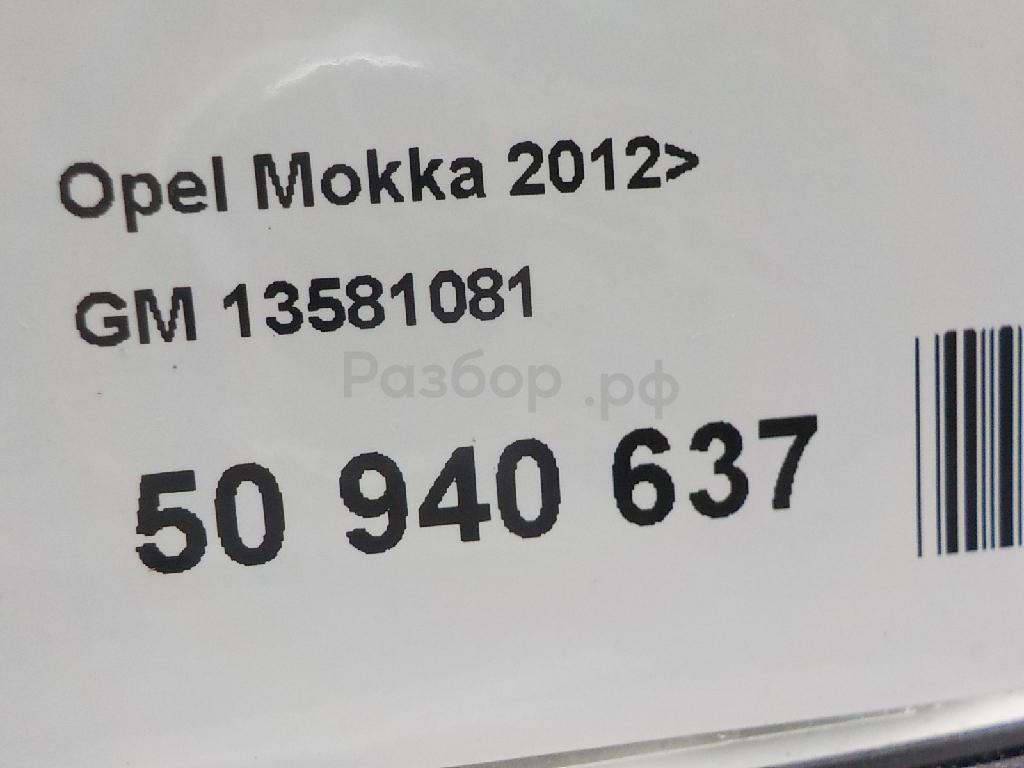 Opel Mokka 2012>
GM 13581081
Разбор.рф
50 940 637